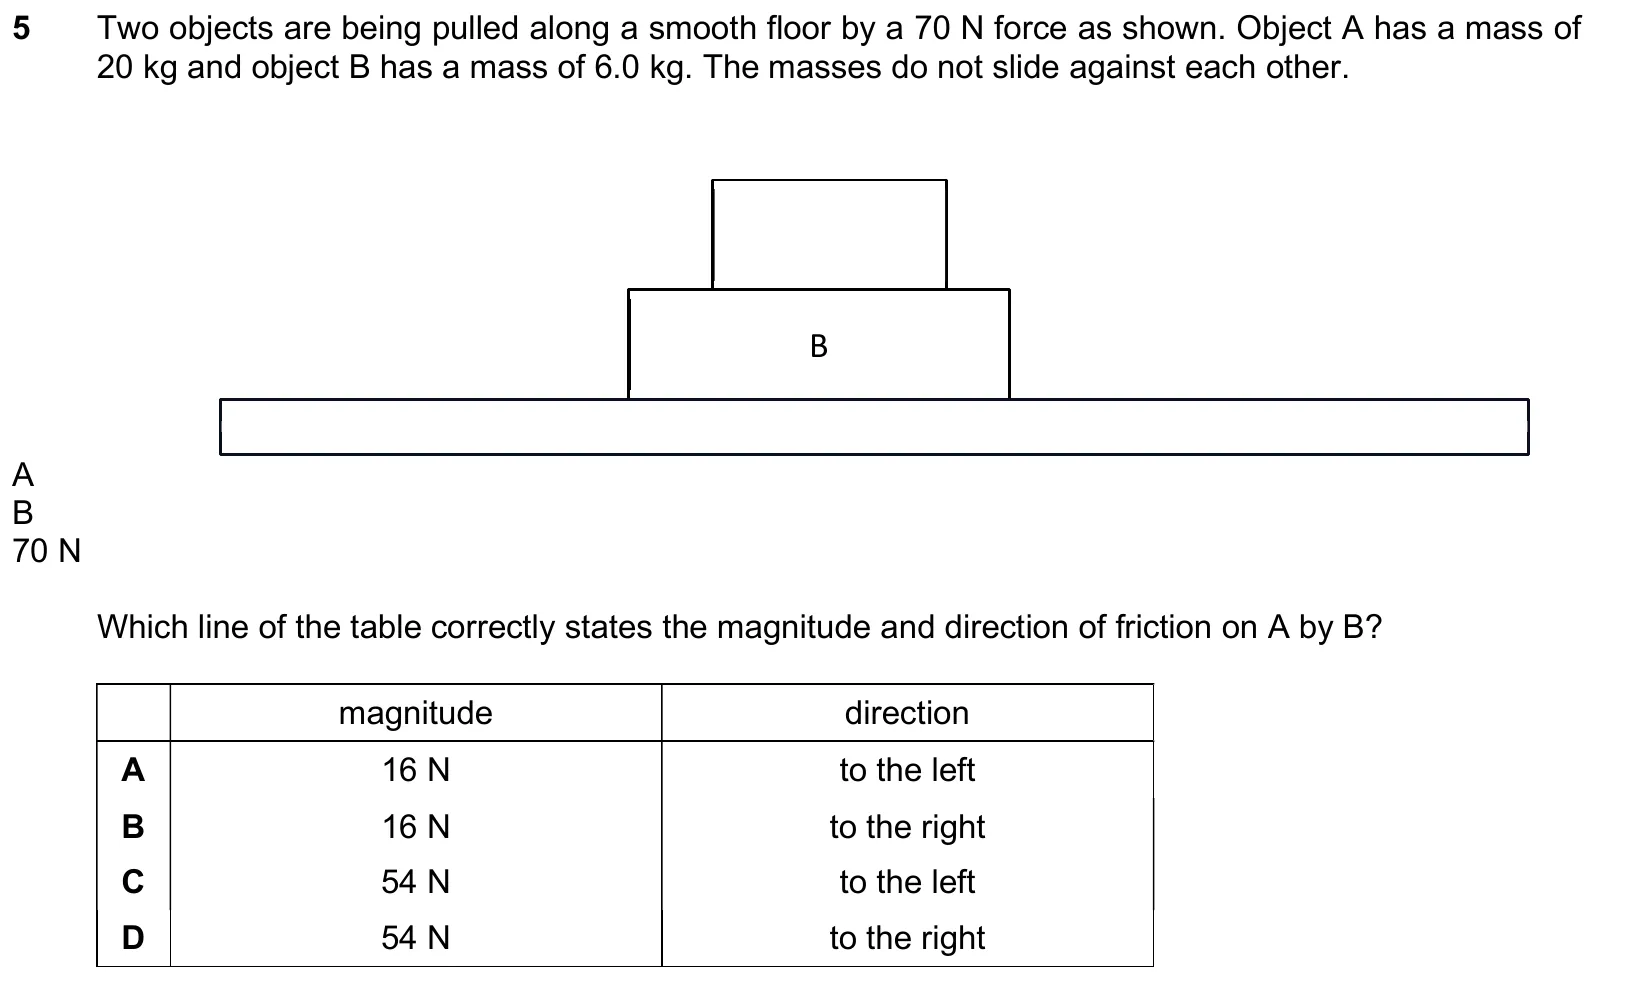 5 Two objects are being pulled along a smooth floor by a 70 N force as shown. Object A has a mass of
20 kg and object B has a mass of 6.0 kg. The masses do not slide against each other.
B
A
B
70 N
Which line of the table correctly states the magnitude and direction of friction on A by B?
magnitude direction
A 16 N to the left
B 16 N to the right
C 54 N to the left
D 54 N to the right